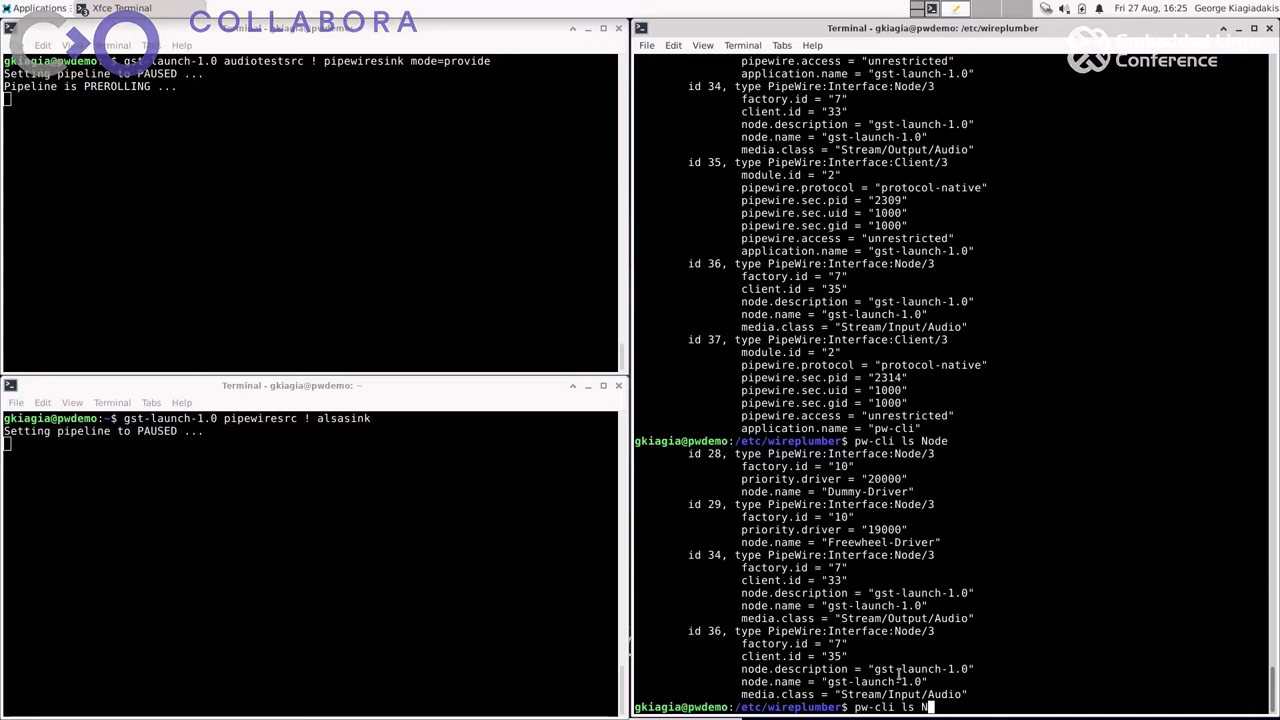 Applications
Xfce Terminal
Fri 27 Aug, 16:25
George Kiagiadakis
COLLABORA
Embedded Linux
Conference
Help
gkiagia@pwdemo:~$ gst-launch-1.0 audiotestsrc ! pipewiresink mode=provide
Setting pipeline to PAUSED ...
Pipeline is PREROLLING ...
Terminal - gkiagia@pwdemo: ~
File Edit View Terminal Tabs Help
gkiagia@pwdemo:~$ gst-launch-1.0 pipewiresrc ! alsasink
Setting pipeline to PAUSED ...
Terminal - gkiagia@pwdemo: /etc/wireplumber
File Edit View Terminal Tabs Help
pipewire.access = "unrestricted"
application.name = "gst-launch-1.0"
id 34, type PipeWire:Interface:Node/3
factory.id = "7"
client.id = "33"
node.description = "gst-launch-1.0"
node.name = "gst-launch-1.0"
media.class = "Stream/Output/Audio"
id 35, type PipeWire:Interface:Client/3
module.id = "2"
pipewire.protocol = "protocol-native"
pipewire.sec.pid = "2309"
pipewire.sec.uid = "1000"
pipewire.sec.gid = "1000"
pipewire.access = "unrestricted"
application.name = "gst-launch-1.0"
id 36, type PipeWire:Interface:Node/3
factory.id = "7"
client.id = "35"
node.description = "gst-launch-1.0"
node.name = "gst-launch-1.0"
media.class = "Stream/Input/Audio"
id 37, type PipeWire:Interface:Client/3
module.id = "2"
pipewire.protocol = "protocol-native"
pipewire.sec.pid = "2314"
pipewire.sec.uid = "1000"
pipewire.sec.gid = "1000"
pipewire.access = "unrestricted"
application.name = "pw-cli"
gkiagia@pwdemo:/etc/wireplumber$ pw-cli ls Node
id 28, type PipeWire:Interface:Node/3
factory.id = "10"
priority.driver = "20000"
node.name = "Dummy-Driver"
id 29, type PipeWire:Interface:Node/3
factory.id = "10"
priority.driver = "19000"
node.name = "Freewheel-Driver"
id 34, type PipeWire:Interface:Node/3
factory.id = "7"
client.id = "33"
node.description = "gst-launch-1.0"
node.name = "gst-launch-1.0"
media.class = "Stream/Output/Audio"
id 36, type PipeWire:Interface:Node/3
factory.id = "7"
client.id = "35"
node.description = "gst-launch-1.0"
node.name = "gst-launch-1.0"
media.class = "Stream/Input/Audio"
gkiagia@pwdemo:/etc/wireplumber$ pw-cli ls N